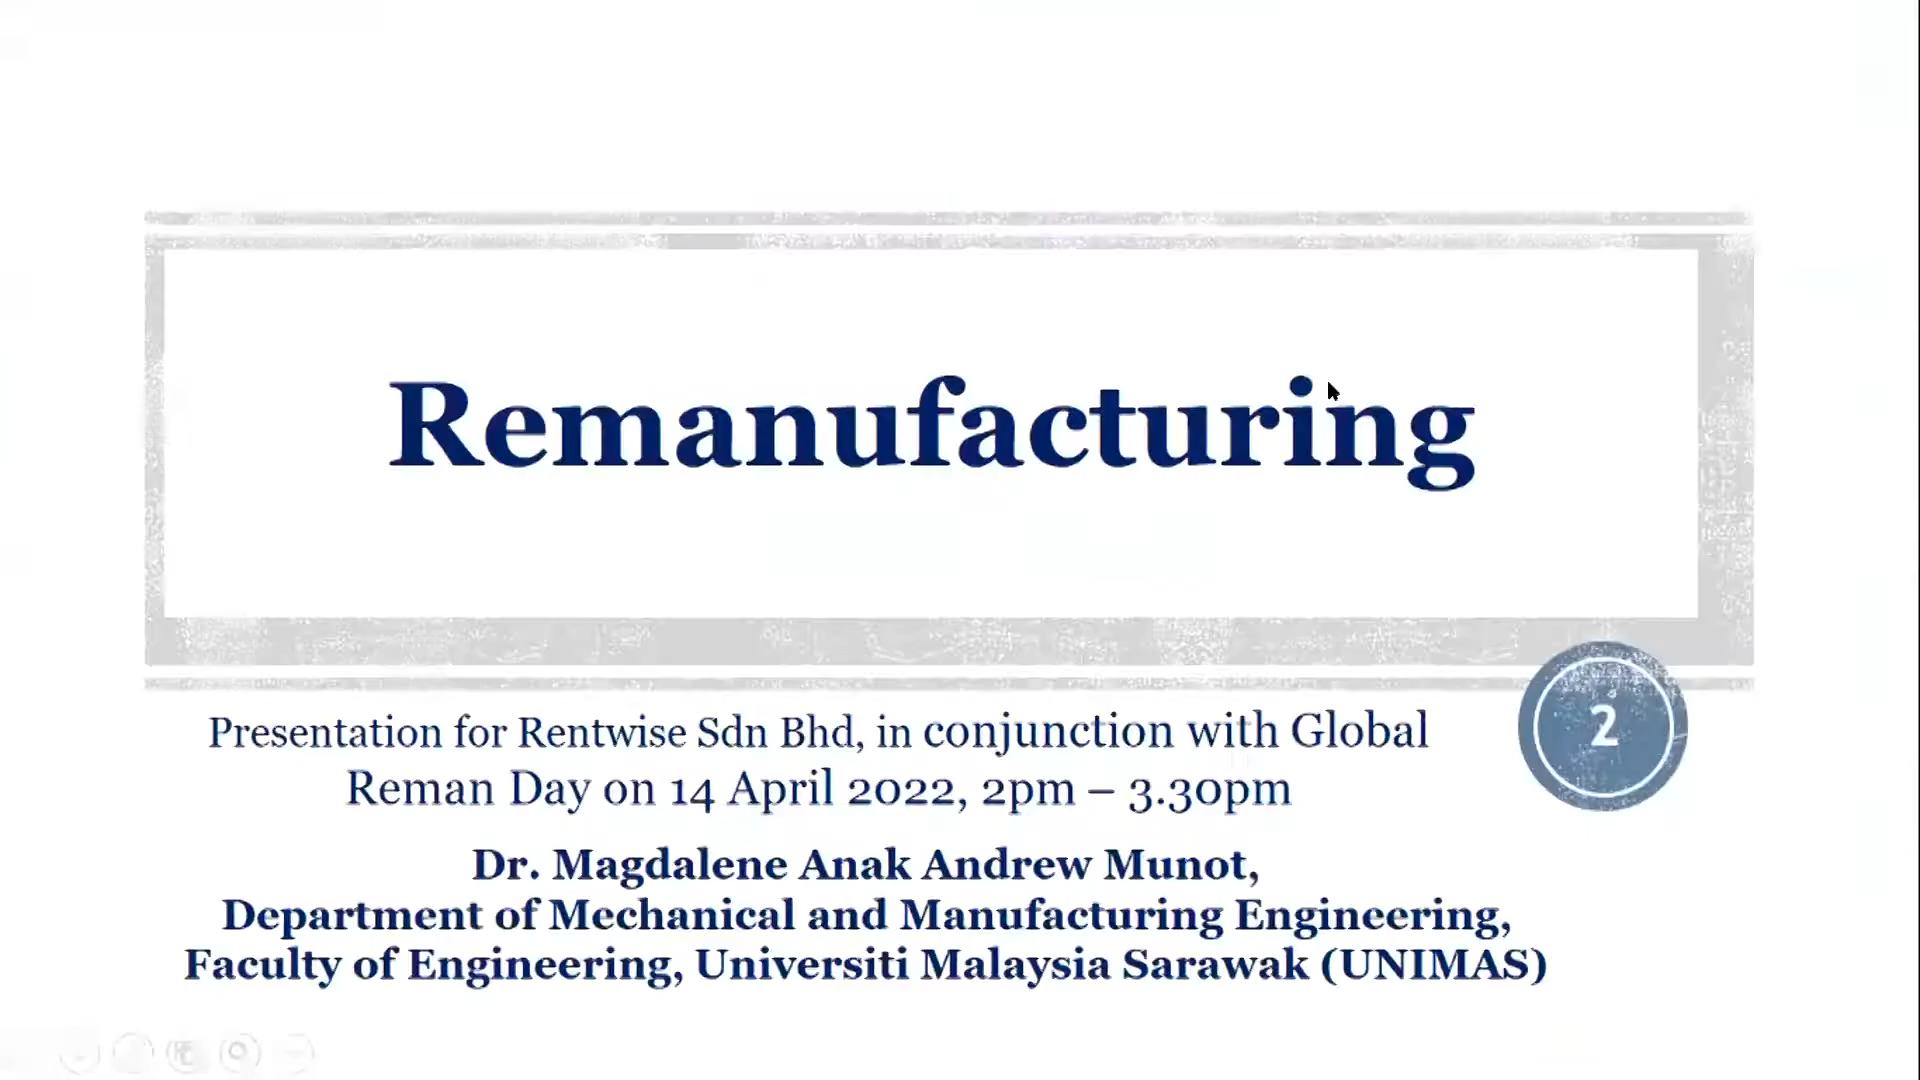 Remanufacturing
2
Presentation for Rentwise Sdn Bhd, in conjunction with Global
Reman Day on 14 April 2022, 2pm – 3.30pm
Dr. Magdalene Anak Andrew Munot,
Department of Mechanical and Manufacturing Engineering,
Faculty of Engineering, Universiti Malaysia Sarawak (UNIMAS)